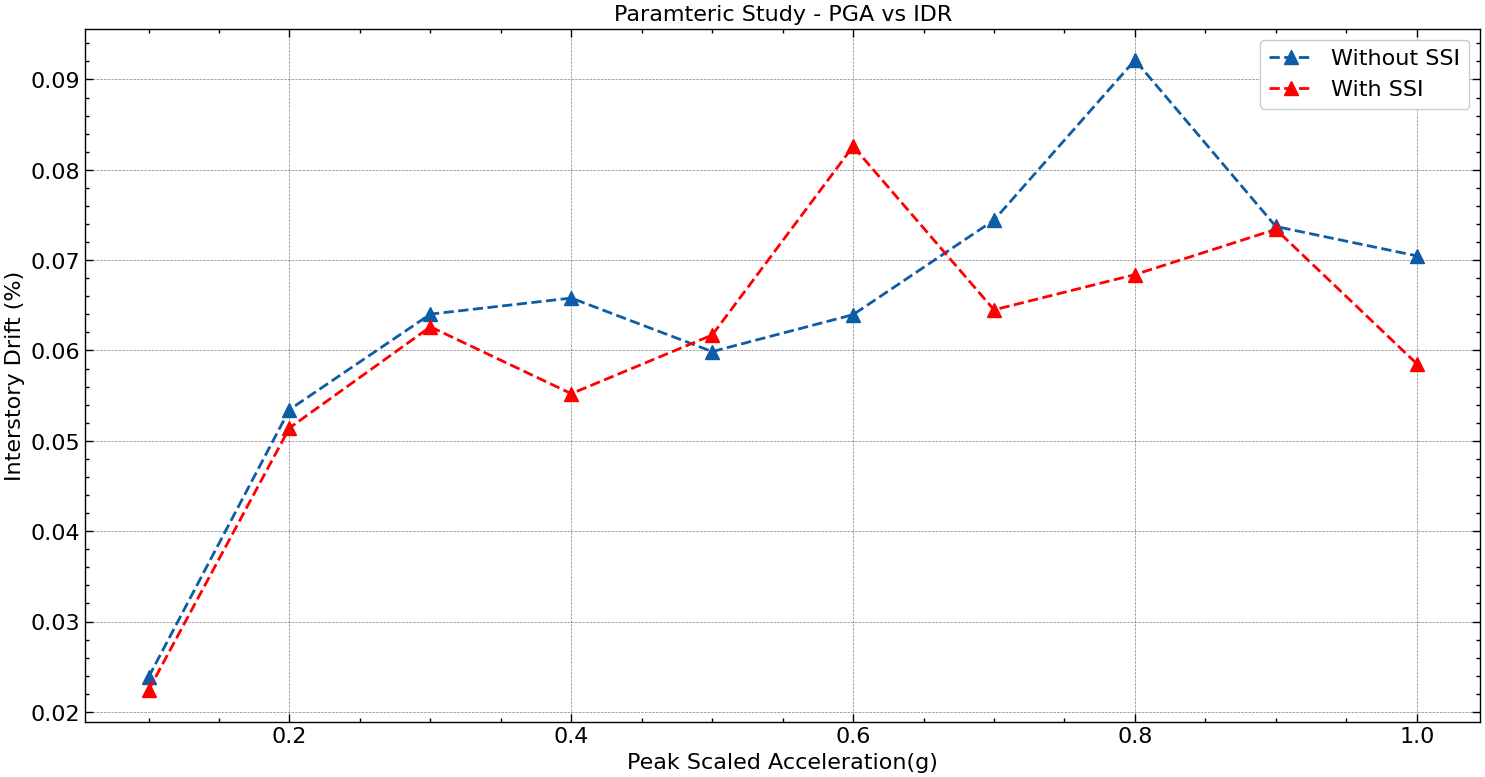 Paramteric Study - PGA vs IDR
Without SSI
With SSI
Interstory Drift (%)
0.09
0.08
0.07
0.06
0.05
0.04
0.03
0.02
0.2 0.4 0.6 0.8 1.0
Peak Scaled Acceleration(g)